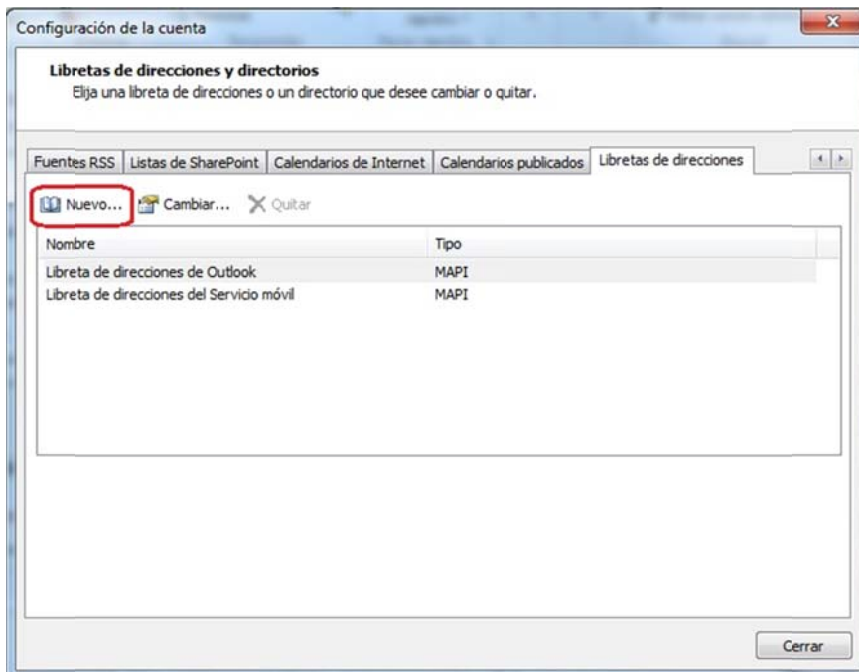 Configuración de la cuenta
Libretas de direcciones y directorios
Elija una libreta de direcciones o un directorio que desee cambiar o quitar.
Fuentes RSS Listas de SharePoint Calendarios de Internet Calendarios publicados Libretas de direcciones
Nuevo... Cambiar... Quitar
Nombre Tipo
Libreta de direcciones de Outlook MAPI
Libreta de direcciones del Servicio móvil MAPI
Cerrar